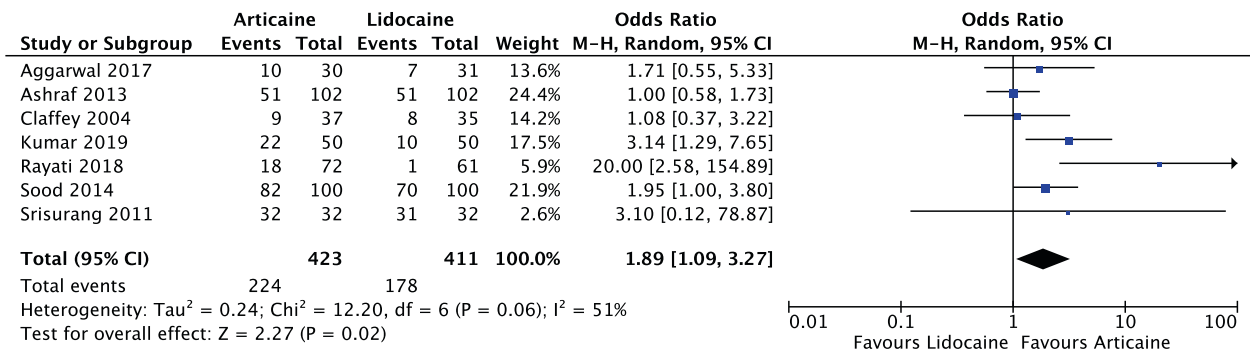 Articaine Lidocaine Odds Ratio Odds Ratio
Study or Subgroup Events Total Events Total Weight M-H, Random, 95% CI M-H, Random, 95% CI
Aggarwal 2017 10 30 7 31 13.6% 1.71 [0.55, 5.33]
Ashraf 2013 51 102 51 102 24.4% 1.00 [0.58, 1.73]
Claffey 2004 9 37 8 35 14.2% 1.08 [0.37, 3.22]
Kumar 2019 22 50 10 50 17.5% 3.14 [1.29, 7.65]
Rayati 2018 18 72 1 61 5.9% 20.00 [2.58, 154.89]
Sood 2014 82 100 70 100 21.9% 1.95 [1.00, 3.80]
Srisurang 2011 32 32 31 32 2.6% 3.10 [0.12, 78.87]
Total (95% CI) 423 411 100.0% 1.89 [1.09, 3.27]
Total events 224 178
Heterogeneity: Tau² = 0.24; Chi² = 12.20, df = 6 (P = 0.06); I² = 51%
Test for overall effect: Z = 2.27 (P = 0.02)
0.01 0.1 1 10 100
Favours Lidocaine Favours Articaine